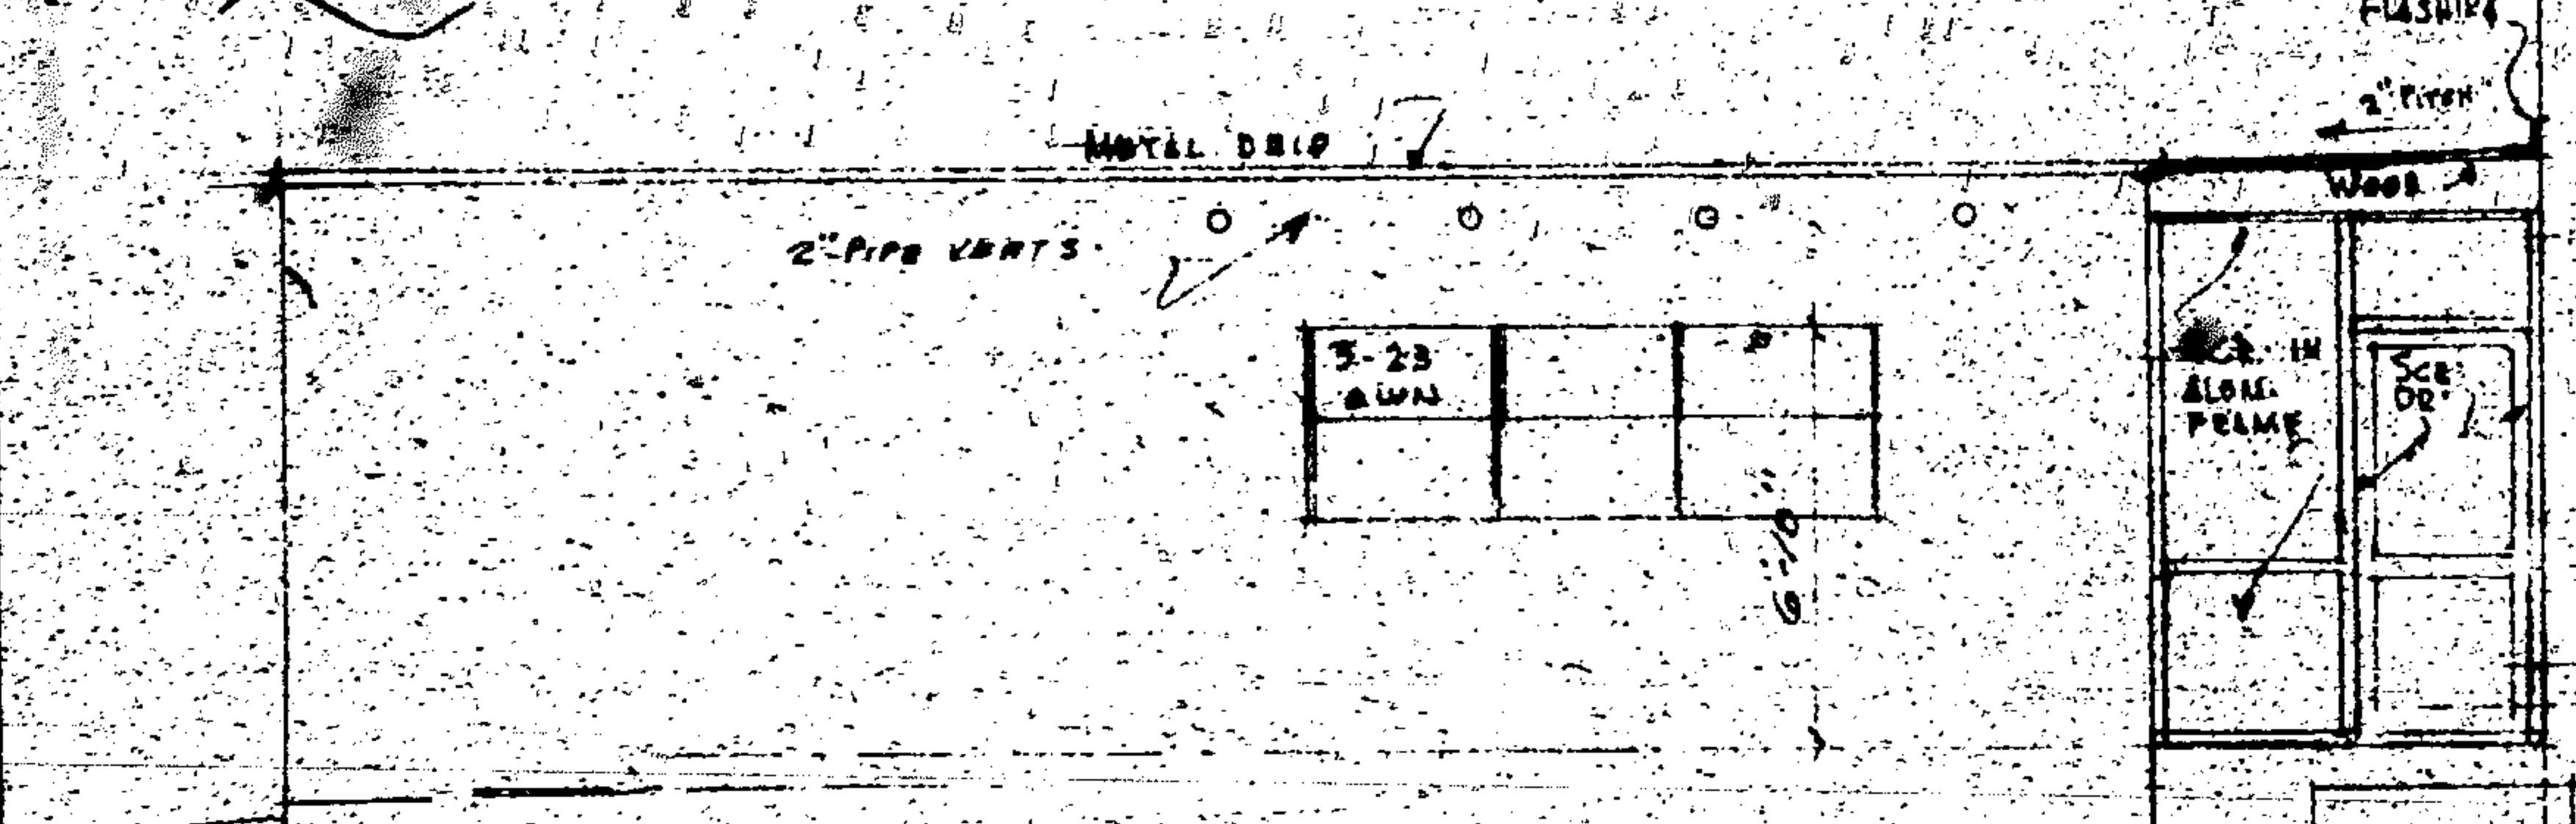 FLASHING
2" PITCH
METAL DRIP
WOOD
2" PIPE VENTS
3-23
AWN
SCR. IN
ALUM.
FRAME
SCR
DR.
6'-10"